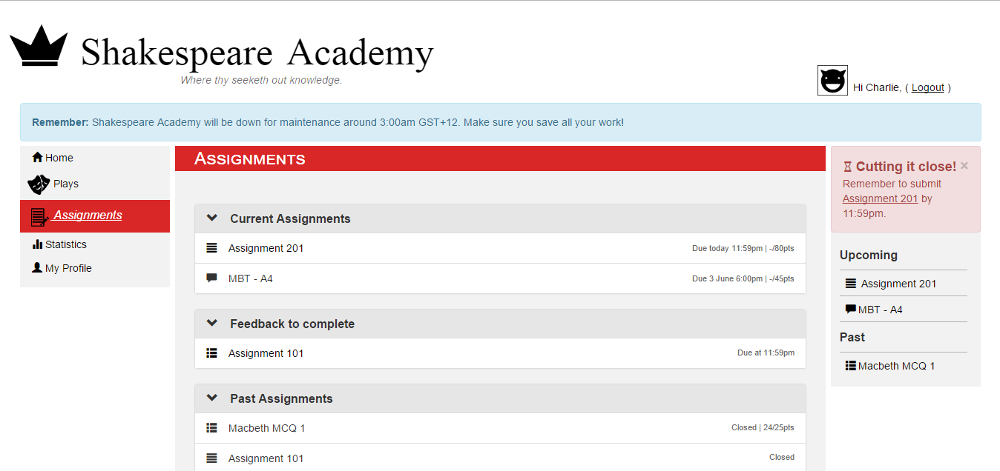 Shakespeare Academy
Where thy seeketh out knowledge.
Hi Charlie, ( Logout )
Remember: Shakespeare Academy will be down for maintenance around 3:00am GST+12. Make sure you save all your work!
Home
Plays
Assignments
Statistics
My Profile
ASSIGNMENTS
Current Assignments
Assignment 201 Due today 11:59pm | -/80pts
MBT - A4 Due 3 June 6:00pm | -/45pts
Feedback to complete
Assignment 101 Due at 11:59pm
Past Assignments
Macbeth MCQ 1 Closed | 24/25pts
Assignment 101 Closed
Cutting it close! ×
Remember to submit
Assignment 201 by
11:59pm.
Upcoming
Assignment 201
MBT - A4
Past
Macbeth MCQ 1